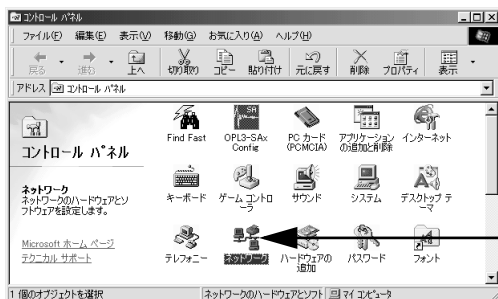 コントロール パネル
ファイル(F) 編集(E) 表示(V) 移動(G) お気に入り(A) ヘルプ(H)
戻る 進む 上へ 切り取り コピー 貼り付け 元に戻す 削除 プロパティ 表示
アドレス コントロール パネル
コントロール パネル
ネットワーク
ネットワークのハードウェアとソ
フトウェアを設定します。
Microsoft ホーム ページ
テクニカル サポート
Find Fast
OPL3-SAx
Config
PC カード
(PCMCIA)
アプリケーション
の追加と削除
インターネット
キーボード
ゲーム コントロ
ーラ
サウンド
システム
デスクトップ テ
ーマ
テレフォニー
ネットワーク
ハードウェアの
追加
パスワード
フォント
1 個のオブジェクトを選択
ネットワークのハードウェアとソフト
マイ コンピュータ